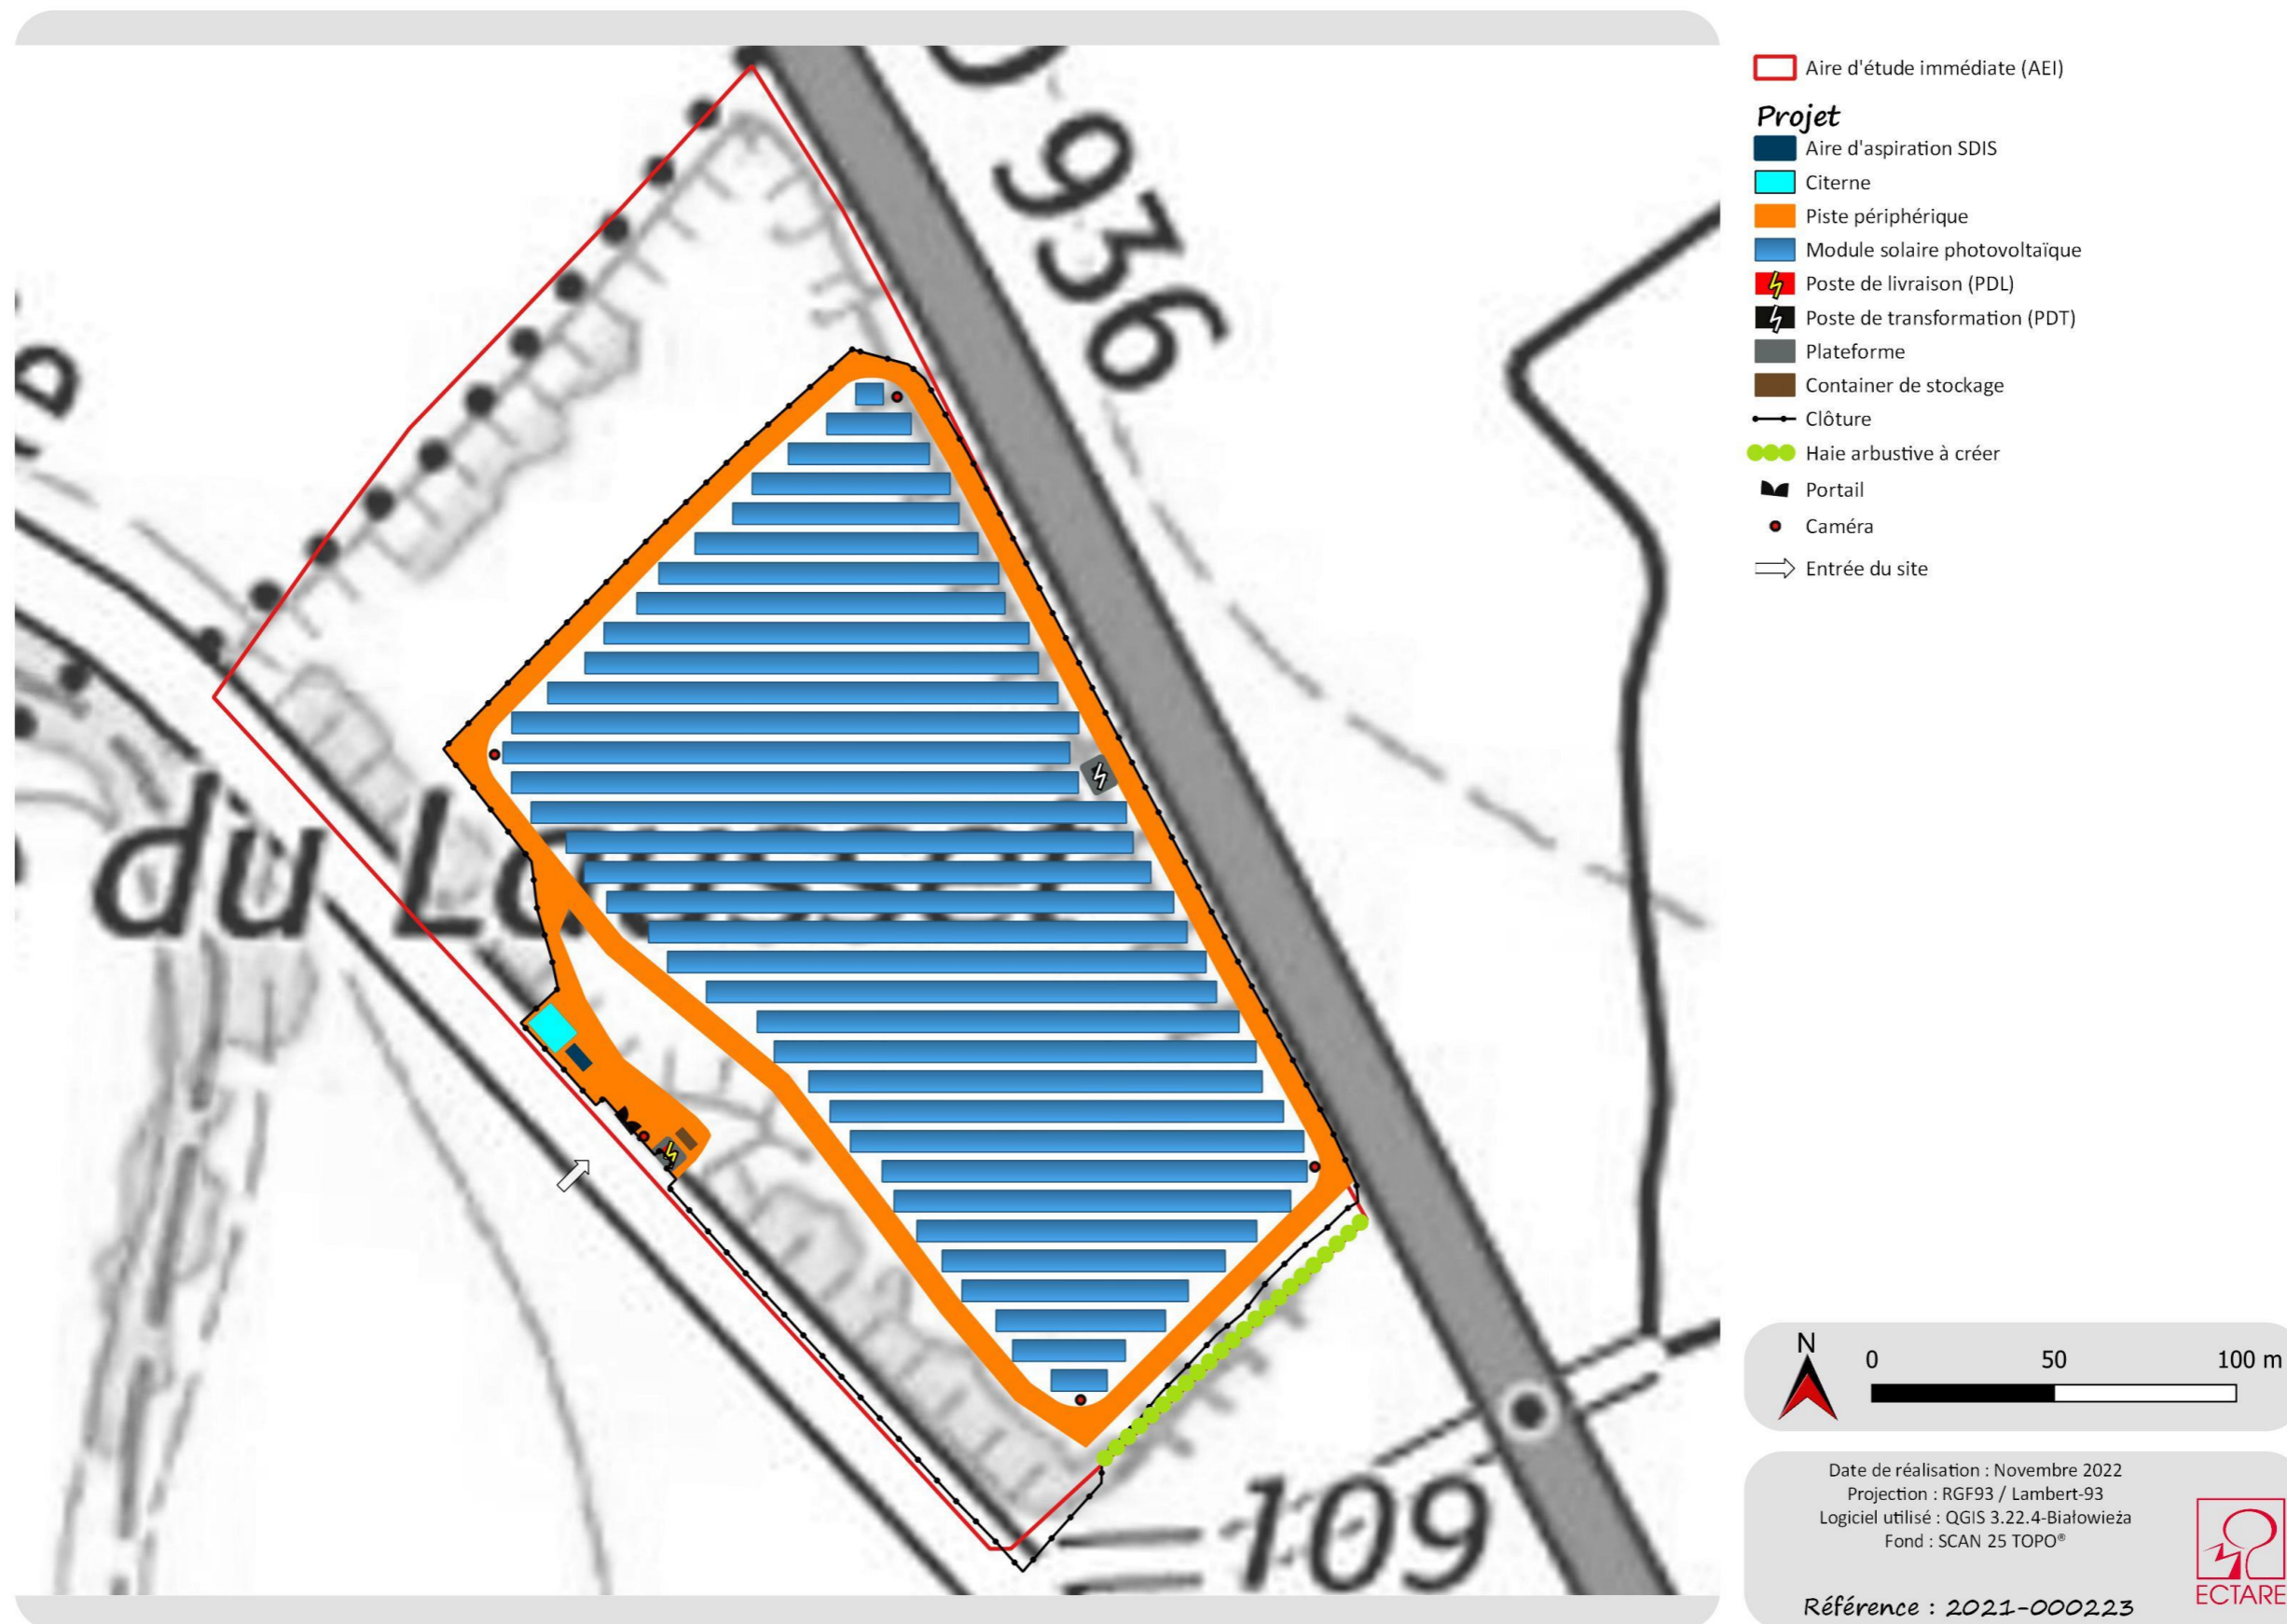 936
du Lausset
109
Aire d'étude immédiate (AEI)
Projet
Aire d'aspiration SDIS
Citerne
Piste périphérique
Module solaire photovoltaïque
Poste de livraison (PDL)
Poste de transformation (PDT)
Plateforme
Container de stockage
Clôture
Haie arbustive à créer
Portail
Caméra
Entrée du site
N
0 50 100 m
Date de réalisation : Novembre 2022
Projection : RGF93 / Lambert-93
Logiciel utilisé : QGIS 3.22.4-Białowieża
Fond : SCAN 25 TOPO®
ECTARE
Référence : 2021-000223